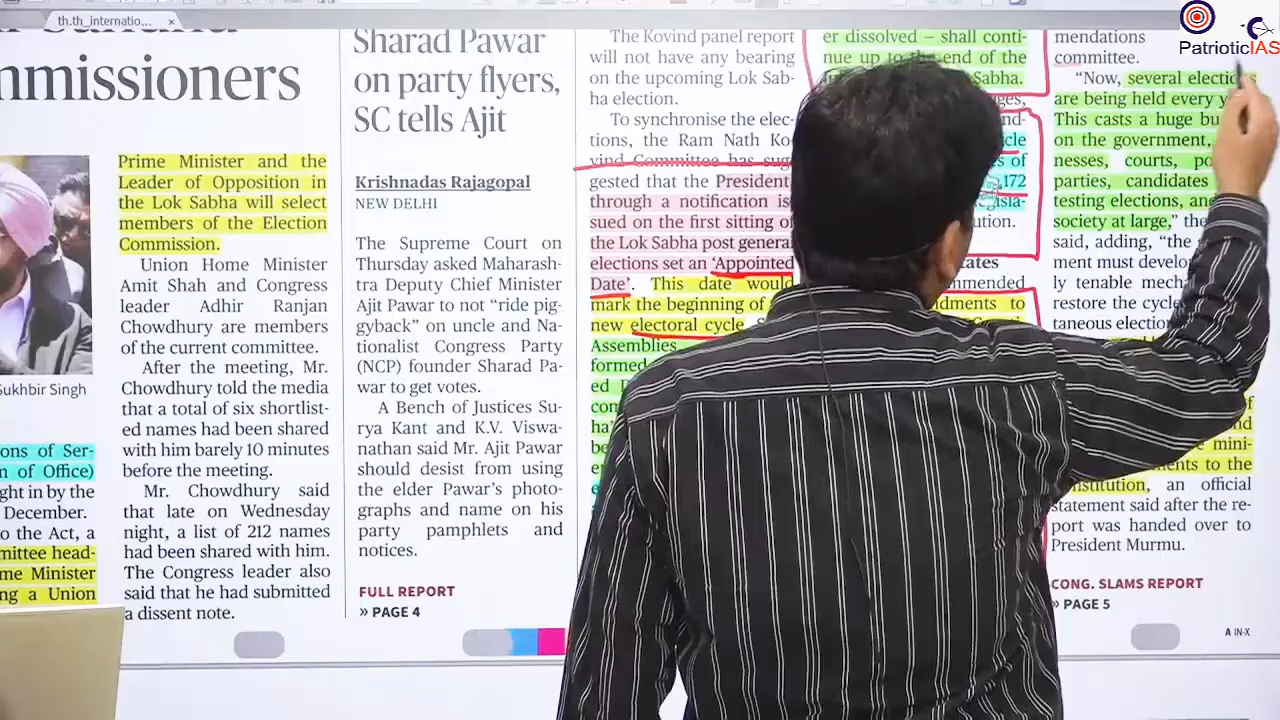 th.th_internatio...
PatrioticIAS
mmissioners
Prime Minister and the
Leader of Opposition in
the Lok Sabha will select
members of the Election
Commission.
Union Home Minister
Amit Shah and Congress
leader Adhir Ranjan
Chowdhury are members
of the current committee.
After the meeting, Mr.
Chowdhury told the media
that a total of six shortlist-
ed names had been shared
with him barely 10 minutes
before the meeting.
Mr. Chowdhury said
that late on Wednesday
night, a list of 212 names
had been shared with him.
The Congress leader also
said that he had submitted
a dissent note.
Sukhbir Singh
ons of Ser-
n of Office)
ght in by the
December.
o the Act, a
mittee head-
me Minister
ng a Union
Sharad Pawar
on party flyers,
SC tells Ajit
Krishnadas Rajagopal
NEW DELHI
The Supreme Court on
Thursday asked Maharash-
tra Deputy Chief Minister
Ajit Pawar to not “ride pig-
gyback” on uncle and Na-
tionalist Congress Party
(NCP) founder Sharad Pa-
war to get votes.
A Bench of Justices Su-
rya Kant and K.V. Viswa-
nathan said Mr. Ajit Pawar
should desist from using
the elder Pawar’s photo-
graphs and name on his
party pamphlets and
notices.
FULL REPORT
» PAGE 4
The Kovind panel report
will not have any bearing
on the upcoming Lok Sab-
ha election.
To synchronise the elec-
tions, the Ram Nath Ko-
vind Committee has sug-
gested that the President
through a notification is-
sued on the first sitting of
the Lok Sabha post general
elections set an ‘Appointed
Date’. This date would
mark the beginning of
new electoral cycle.
Assemblies
formed
er dissolved – shall conti-
nue up to the end of the
Sabha.
172
ution.
mmended
ndments to
mendations
committee.
“Now, several elections
are being held every
This casts a huge
on the government,
nesses, courts,
parties, candidates
testing elections, and
society at large,” the
said, adding, “the
ment must develop
ly tenable
restore the cycle
taneous
ments to the
stitution, an official
statement said after the re-
port was handed over to
President Murmu.
CONG. SLAMS REPORT
» PAGE 5
A IN-X